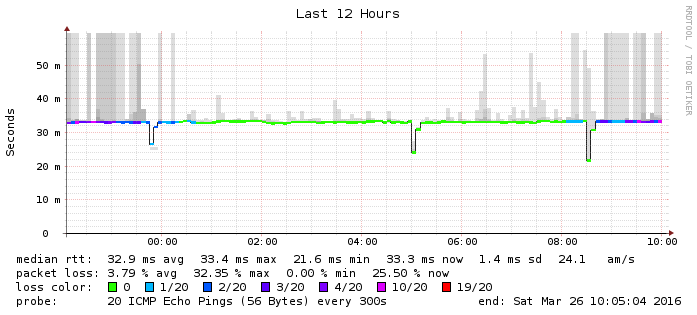 Last 12 Hours
RRDTOOL / TOBI OETIKER
Seconds
50 m
40 m
30 m
20 m
10 m
0
00:00 02:00 04:00 06:00 08:00 10:00
median rtt: 32.9 ms avg 33.4 ms max 21.6 ms min 33.3 ms now 1.4 ms sd 24.1 am/s
packet loss: 3.79 % avg 32.35 % max 0.00 % min 25.50 % now
loss color: 0 1/20 2/20 3/20 4/20 10/20 19/20
probe: 20 ICMP Echo Pings (56 Bytes) every 300s end: Sat Mar 26 10:05:04 2016